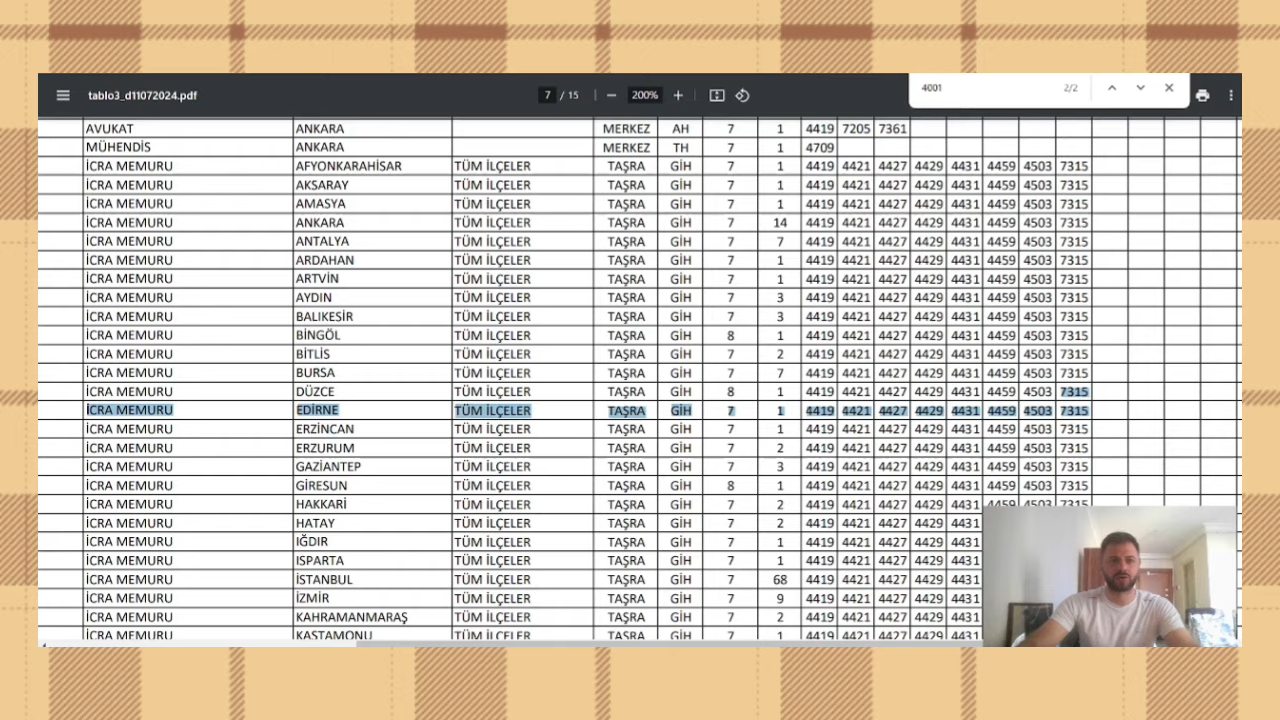 tablo3_d11072024.pdf 7 / 15 200% 4001 2/2
AVUKAT ANKARA MERKEZ AH 7 1 4419 7205 7361
MÜHENDİS ANKARA MERKEZ TH 7 1 4709
İCRA MEMURU AFYONKARAHİSAR TÜM İLÇELER TAŞRA GİH 7 1 4419 4421 4427 4429 4431 4459 4503 7315
İCRA MEMURU AKSARAY TÜM İLÇELER TAŞRA GİH 7 1 4419 4421 4427 4429 4431 4459 4503 7315
İCRA MEMURU AMASYA TÜM İLÇELER TAŞRA GİH 7 1 4419 4421 4427 4429 4431 4459 4503 7315
İCRA MEMURU ANKARA TÜM İLÇELER TAŞRA GİH 7 14 4419 4421 4427 4429 4431 4459 4503 7315
İCRA MEMURU ANTALYA TÜM İLÇELER TAŞRA GİH 7 7 4419 4421 4427 4429 4431 4459 4503 7315
İCRA MEMURU ARDAHAN TÜM İLÇELER TAŞRA GİH 7 1 4419 4421 4427 4429 4431 4459 4503 7315
İCRA MEMURU ARTVİN TÜM İLÇELER TAŞRA GİH 7 1 4419 4421 4427 4429 4431 4459 4503 7315
İCRA MEMURU AYDIN TÜM İLÇELER TAŞRA GİH 7 3 4419 4421 4427 4429 4431 4459 4503 7315
İCRA MEMURU BALIKESİR TÜM İLÇELER TAŞRA GİH 7 3 4419 4421 4427 4429 4431 4459 4503 7315
İCRA MEMURU BİNGÖL TÜM İLÇELER TAŞRA GİH 8 1 4419 4421 4427 4429 4431 4459 4503 7315
İCRA MEMURU BİTLİS TÜM İLÇELER TAŞRA GİH 7 2 4419 4421 4427 4429 4431 4459 4503 7315
İCRA MEMURU BURSA TÜM İLÇELER TAŞRA GİH 7 7 4419 4421 4427 4429 4431 4459 4503 7315
İCRA MEMURU DÜZCE TÜM İLÇELER TAŞRA GİH 8 1 4419 4421 4427 4429 4431 4459 4503 7315
İCRA MEMURU EDİRNE TÜM İLÇELER TAŞRA GİH 7 1 4419 4421 4427 4429 4431 4459 4503 7315
İCRA MEMURU ERZİNCAN TÜM İLÇELER TAŞRA GİH 7 1 4419 4421 4427 4429 4431 4459 4503 7315
İCRA MEMURU ERZURUM TÜM İLÇELER TAŞRA GİH 7 2 4419 4421 4427 4429 4431 4459 4503 7315
İCRA MEMURU GAZİANTEP TÜM İLÇELER TAŞRA GİH 7 3 4419 4421 4427 4429 4431 4459 4503 7315
İCRA MEMURU GİRESUN TÜM İLÇELER TAŞRA GİH 8 1 4419 4421 4427 4429 4431 4459 4503 7315
İCRA MEMURU HAKKARİ TÜM İLÇELER TAŞRA GİH 7 2 4419 4421 4427 4429 4431 4459 4503 7315
İCRA MEMURU HATAY TÜM İLÇELER TAŞRA GİH 7 2 4419 4421 4427 4429 4431
İCRA MEMURU IĞDIR TÜM İLÇELER TAŞRA GİH 7 1 4419 4421 4427 4429 4431
İCRA MEMURU ISPARTA TÜM İLÇELER TAŞRA GİH 7 1 4419 4421 4427 4429 4431
İCRA MEMURU İSTANBUL TÜM İLÇELER TAŞRA GİH 7 68 4419 4421 4427 4429 4431
İCRA MEMURU İZMİR TÜM İLÇELER TAŞRA GİH 7 9 4419 4421 4427 4429 4431
İCRA MEMURU KAHRAMANMARAŞ TÜM İLÇELER TAŞRA GİH 7 2 4419 4421 4427 4429 4431
İCRA MEMURU KASTAMONU TÜM İLÇELER TAŞRA GİH 7 1 4419 4421 4427 4429 4431